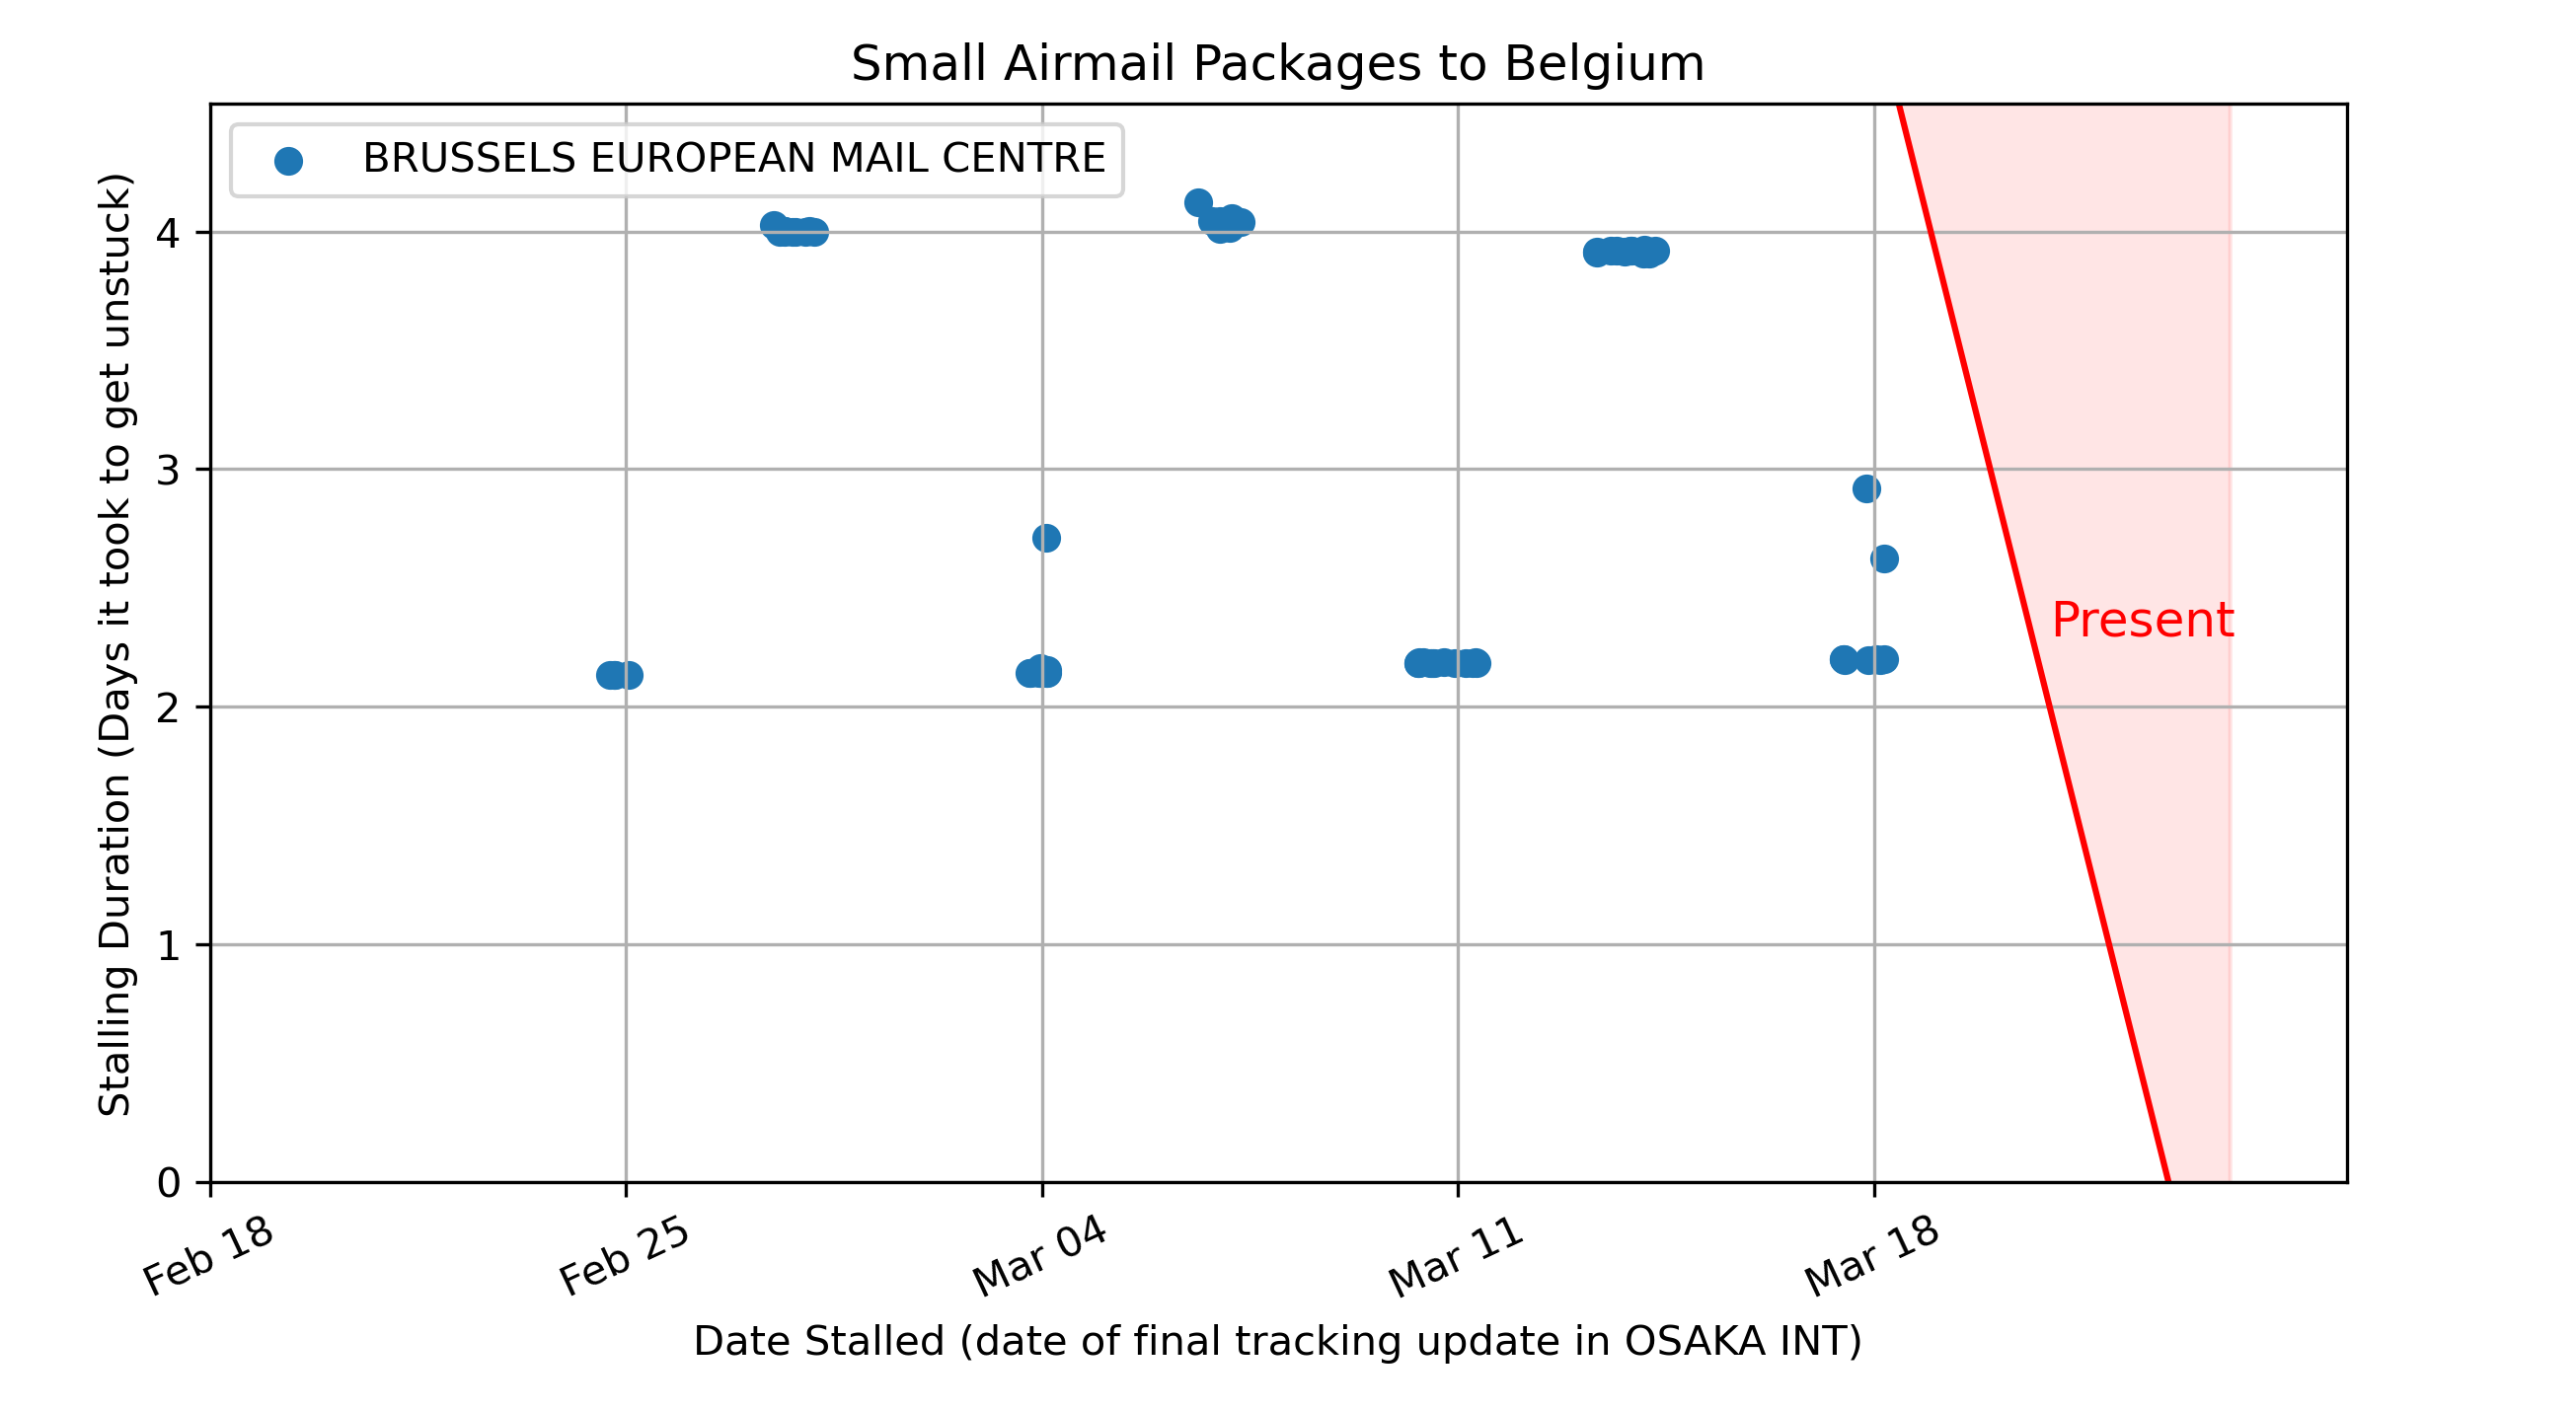 Small Airmail Packages to Belgium
BRUSSELS EUROPEAN MAIL CENTRE
Stalling Duration (Days it took to get unstuck)
4
3
2
1
0
Present
Feb 18
Feb 25
Mar 04
Mar 11
Mar 18
Date Stalled (date of final tracking update in OSAKA INT)